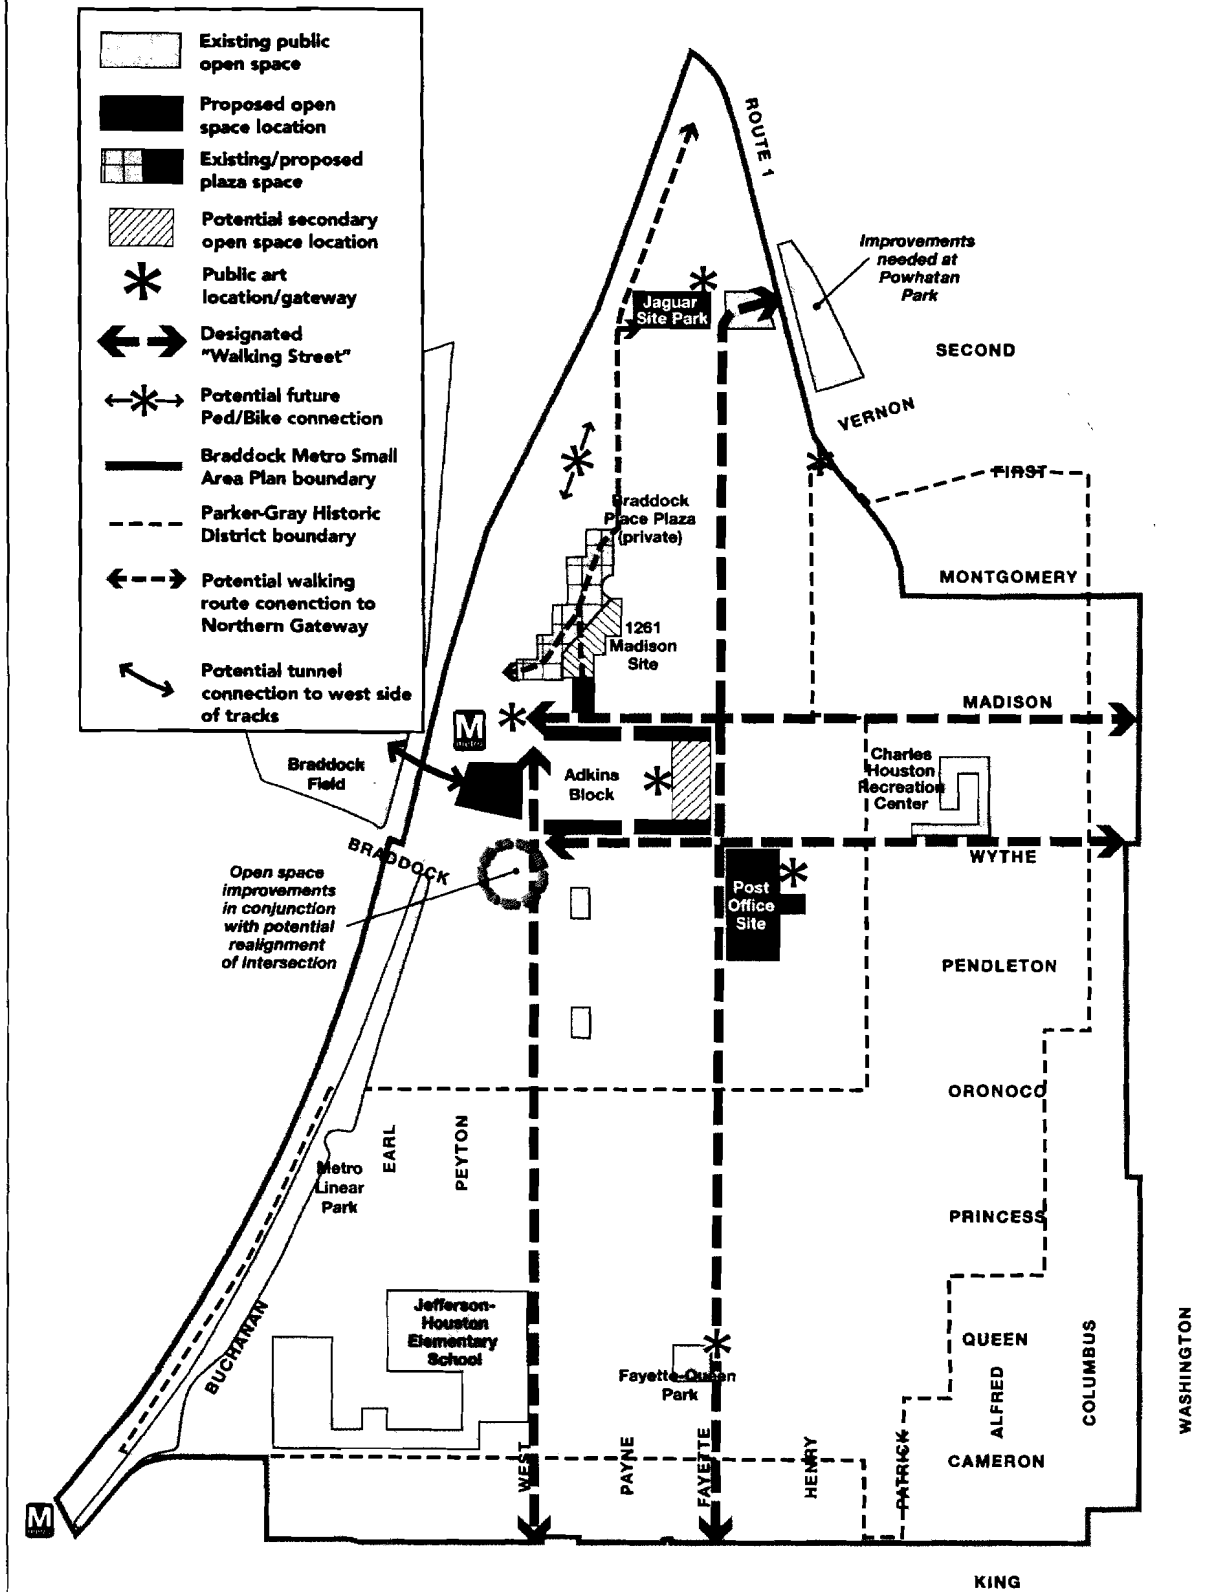 Existing public
open space
Proposed open
space location
Existing/proposed
plaza space
Potential secondary
open space location
Public art
location/gateway
Designated
"Walking Street"
Potential future
Ped/Bike connection
Braddock Metro Small
Area Plan boundary
Parker-Gray Historic
District boundary
Potential walking
route conenction to
Northern Gateway
Potential tunnel
connection to west side
of tracks
ROUTE 1
Improvements
needed at
Powhatan
Park
Jaguar
Site Park
SECOND
VERNON
FIRST
Braddock
Place Plaza
(private)
MONTGOMERY
1261
Madison
Site
MADISON
M
metro
Braddock
Field
Adkins
Block
Charles
Houston
Recreation
Center
BRADDOCK
WYTHE
Open space
improvements
in conjunction
with potential
realignment
of intersection
Post
Office
Site
PENDLETON
ORONOCO
EARL
PEYTON
Metro
Linear
Park
PRINCESS
BUCHANAN
Jefferson-
Houston
Elementary
School
Fayette-Queen
Park
QUEEN
ALFRED
COLUMBUS
WASHINGTON
WEST
PAYNE
FAYETTE
HENRY
PATRICK
CAMERON
M
KING